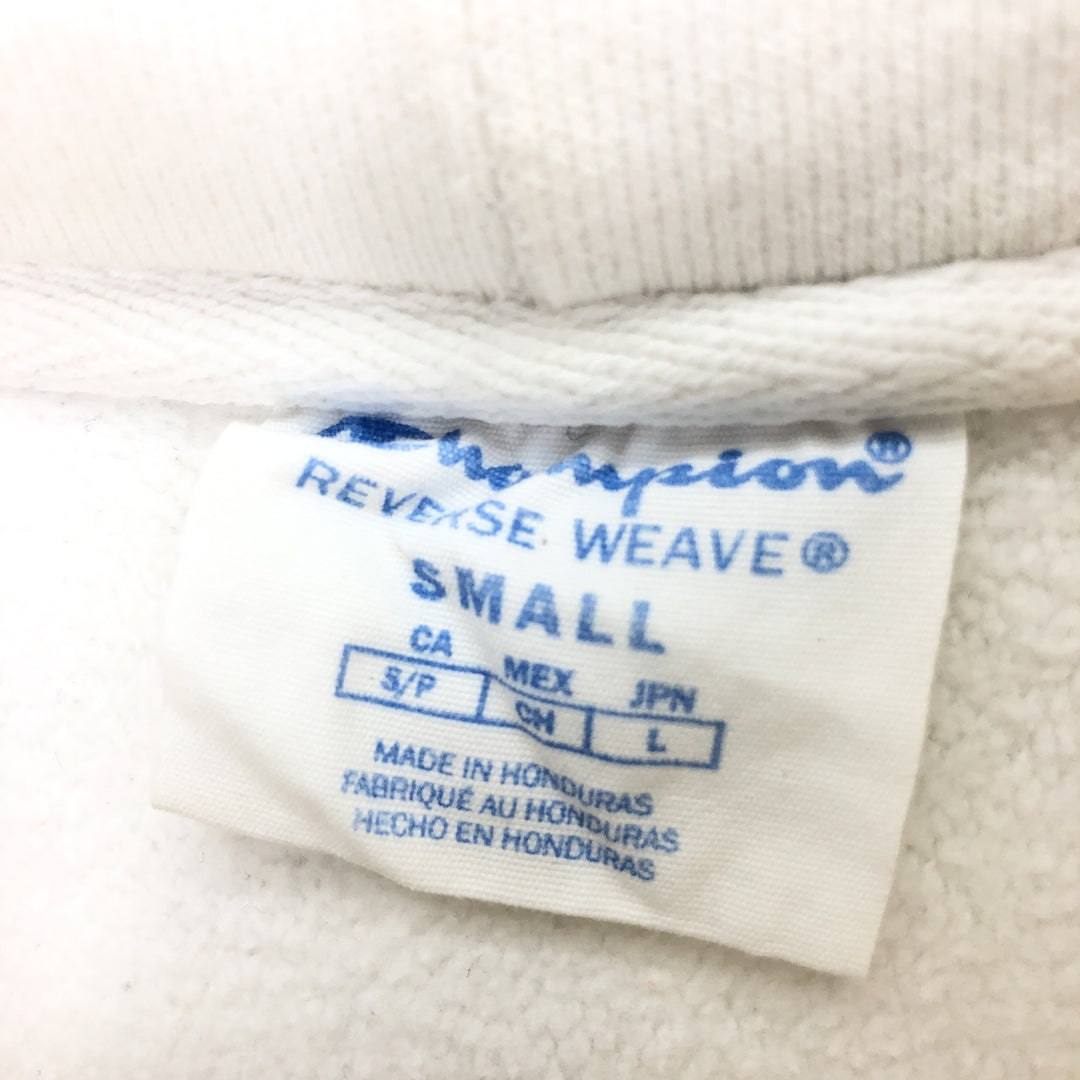 Champion®
REVERSE WEAVE®
SMALL
CA MEX JPN
S/P CH L
MADE IN HONDURAS
FABRIQUÉ AU HONDURAS
HECHO EN HONDURAS